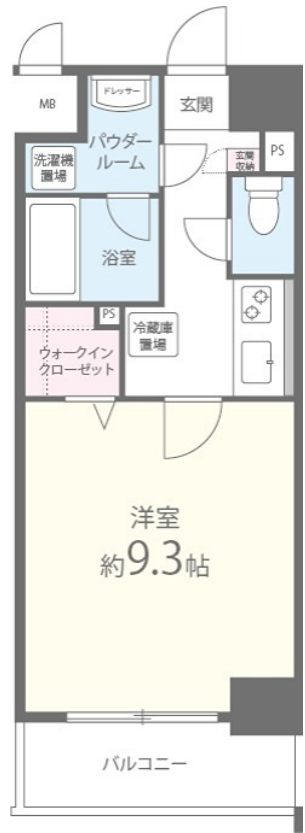 MB
ドレッサー
玄関
パウダー
ルーム
洗濯機
置場
玄関
収納
PS
浴室
PS
冷蔵庫
置場
ウォークイン
クローゼット
洋室
約9.3帖
バルコニー